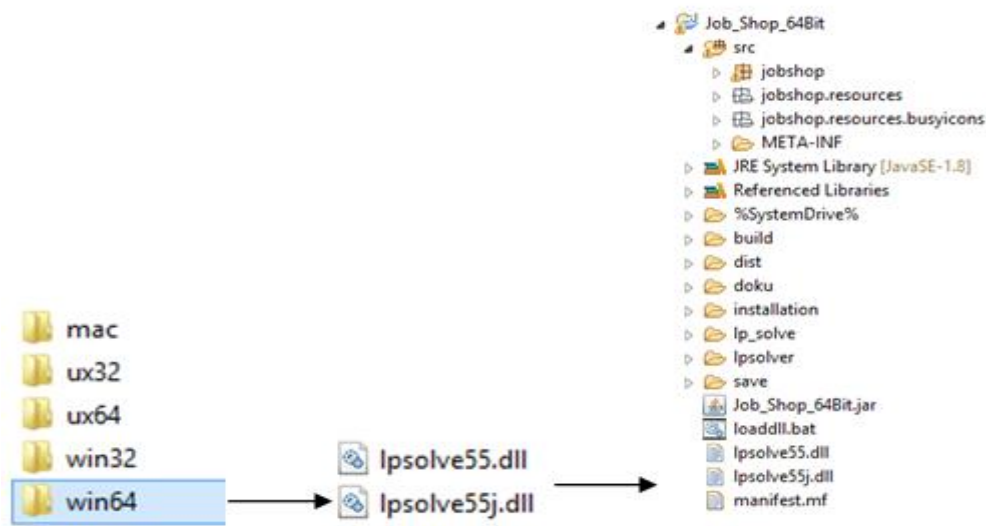 mac
ux32
ux64
win32
win64
lpsolve55.dll
lpsolve55j.dll
Job_Shop_64Bit
src
jobshop
jobshop.resources
jobshop.resources.busyicons
META-INF
JRE System Library [JavaSE-1.8]
Referenced Libraries
%SystemDrive%
build
dist
doku
installation
lp_solve
lpsolver
save
Job_Shop_64Bit.jar
loaddll.bat
lpsolve55.dll
lpsolve55j.dll
manifest.mf